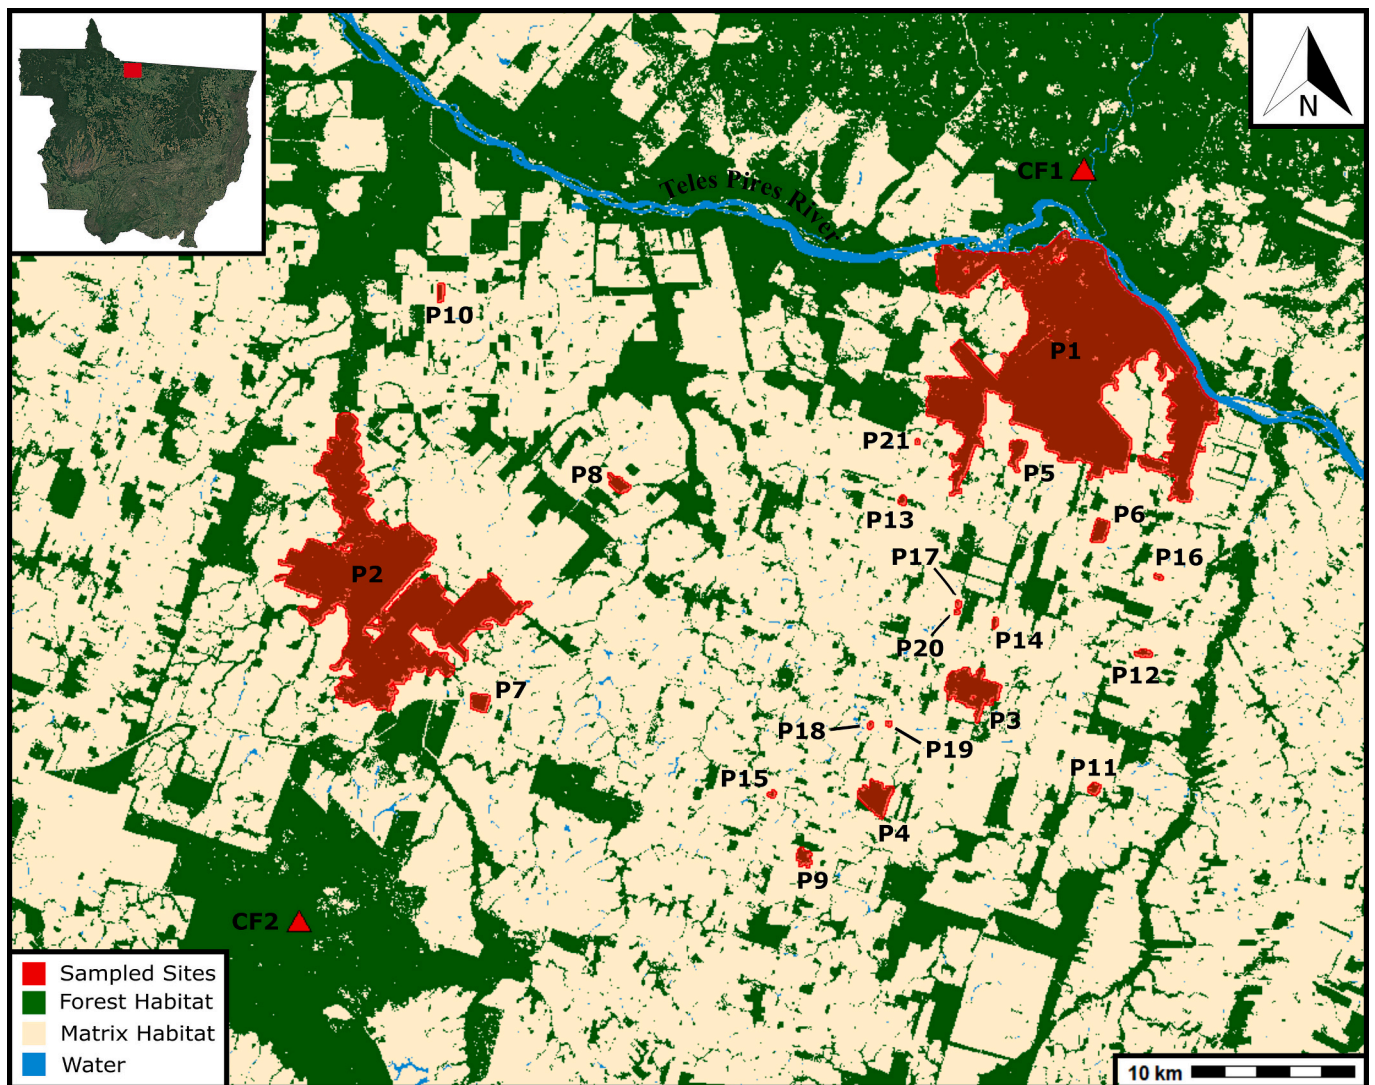 N
CF1
Teles Pires River
P10
P1
P21
P5
P8
P13
P6
P17
P16
P2
P20
P14
P12
P7
P3
P18
P19
P15
P11
P4
P9
CF2
Sampled Sites
Forest Habitat
Matrix Habitat
Water
10 km